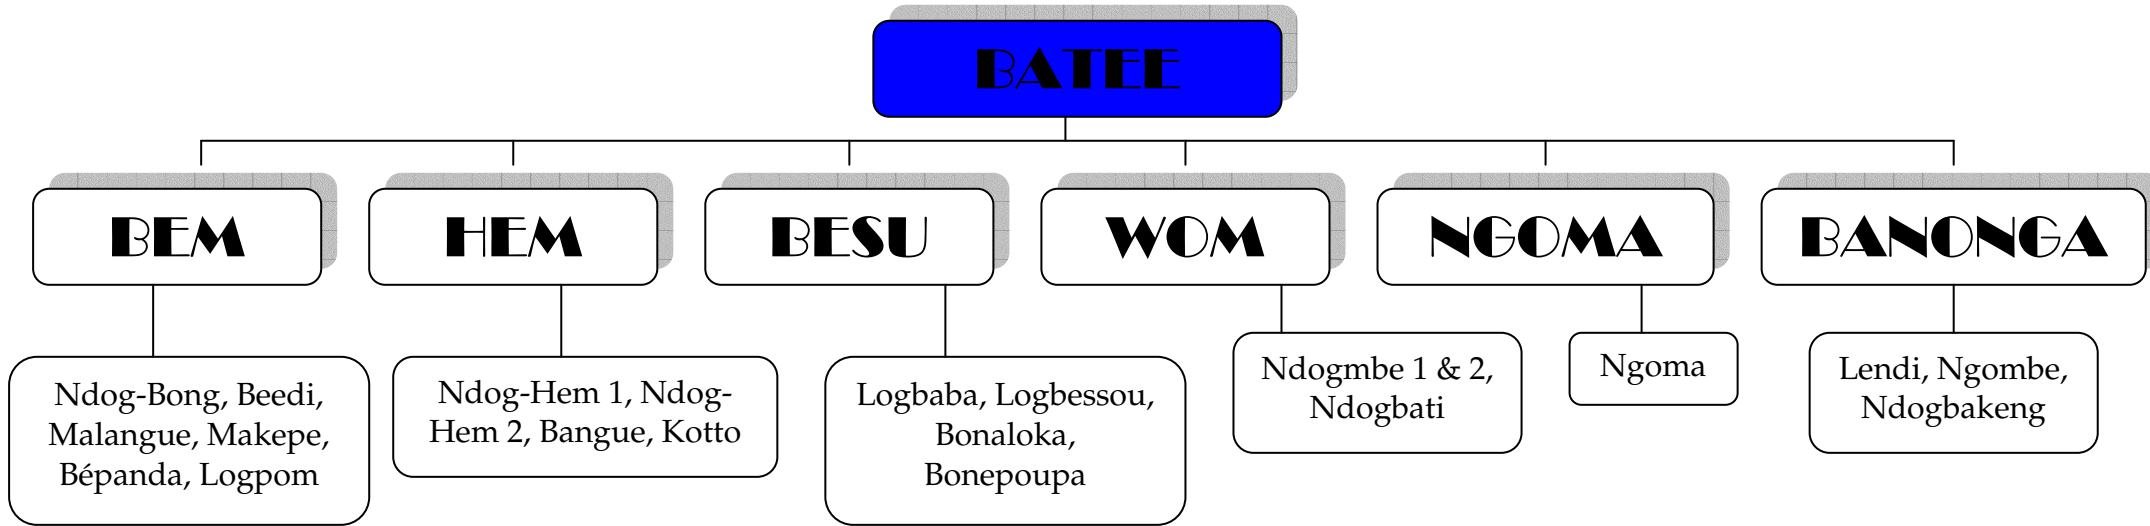 BATEE
BEM
HEM
BESU
WOM
NGOMA
BANONGA
Ndog-Bong, Beedi,
Malangue, Makepe,
Bépanda, Logpom
Ndog-Hem 1, Ndog-
Hem 2, Bangue, Kotto
Logbaba, Logbessou,
Bonaloka,
Bonepoupa
Ndogmbe 1 & 2,
Ndogbati
Ngoma
Lendi, Ngombe,
Ndogbakeng